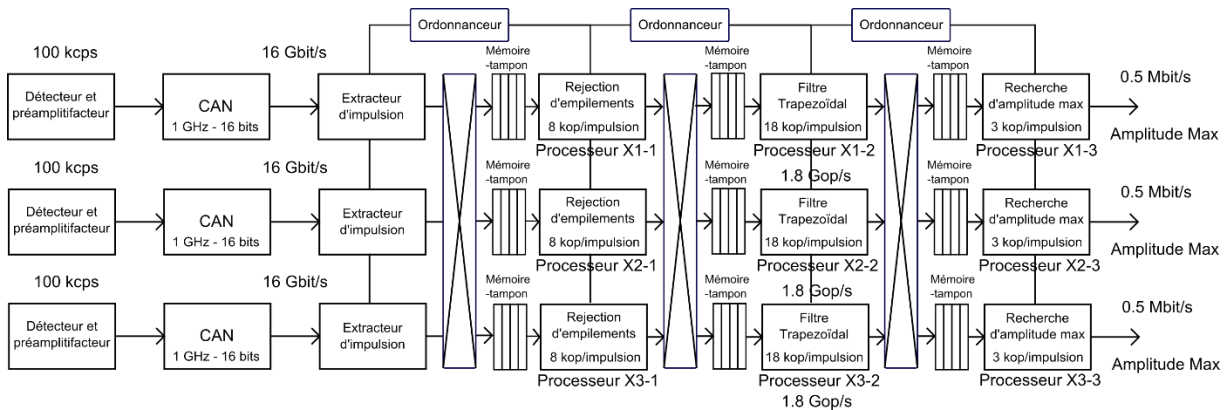 Ordonnanceur
Ordonnanceur
Ordonnanceur
100 kcps
16 Gbit/s
Mémoire
-tampon
Mémoire
-tampon
Mémoire
-tampon
0.5 Mbit/s
Détecteur et
préamplitifacteur
CAN
1 GHz - 16 bits
Extracteur
d'impulsion
Rejection
d'empilements
8 kop/impulsion
Filtre
Trapezoïdal
18 kop/impulsion
Recherche
d'amplitude max
3 kop/impulsion
Amplitude Max
Processeur X1-1
Processeur X1-2
Processeur X1-3
1.8 Gop/s
100 kcps
16 Gbit/s
Mémoire
-tampon
Mémoire
-tampon
Mémoire
-tampon
0.5 Mbit/s
Détecteur et
préamplitifacteur
CAN
1 GHz - 16 bits
Extracteur
d'impulsion
Rejection
d'empilements
8 kop/impulsion
Filtre
Trapezoïdal
18 kop/impulsion
Recherche
d'amplitude max
3 kop/impulsion
Amplitude Max
Processeur X2-1
Processeur X2-2
Processeur X2-3
1.8 Gop/s
100 kcps
16 Gbit/s
Mémoire
-tampon
Mémoire
-tampon
Mémoire
-tampon
0.5 Mbit/s
Détecteur et
préamplitifacteur
CAN
1 GHz - 16 bits
Extracteur
d'impulsion
Rejection
d'empilements
8 kop/impulsion
Filtre
Trapezoïdal
18 kop/impulsion
Recherche
d'amplitude max
3 kop/impulsion
Amplitude Max
Processeur X3-1
Processeur X3-2
Processeur X3-3
1.8 Gop/s